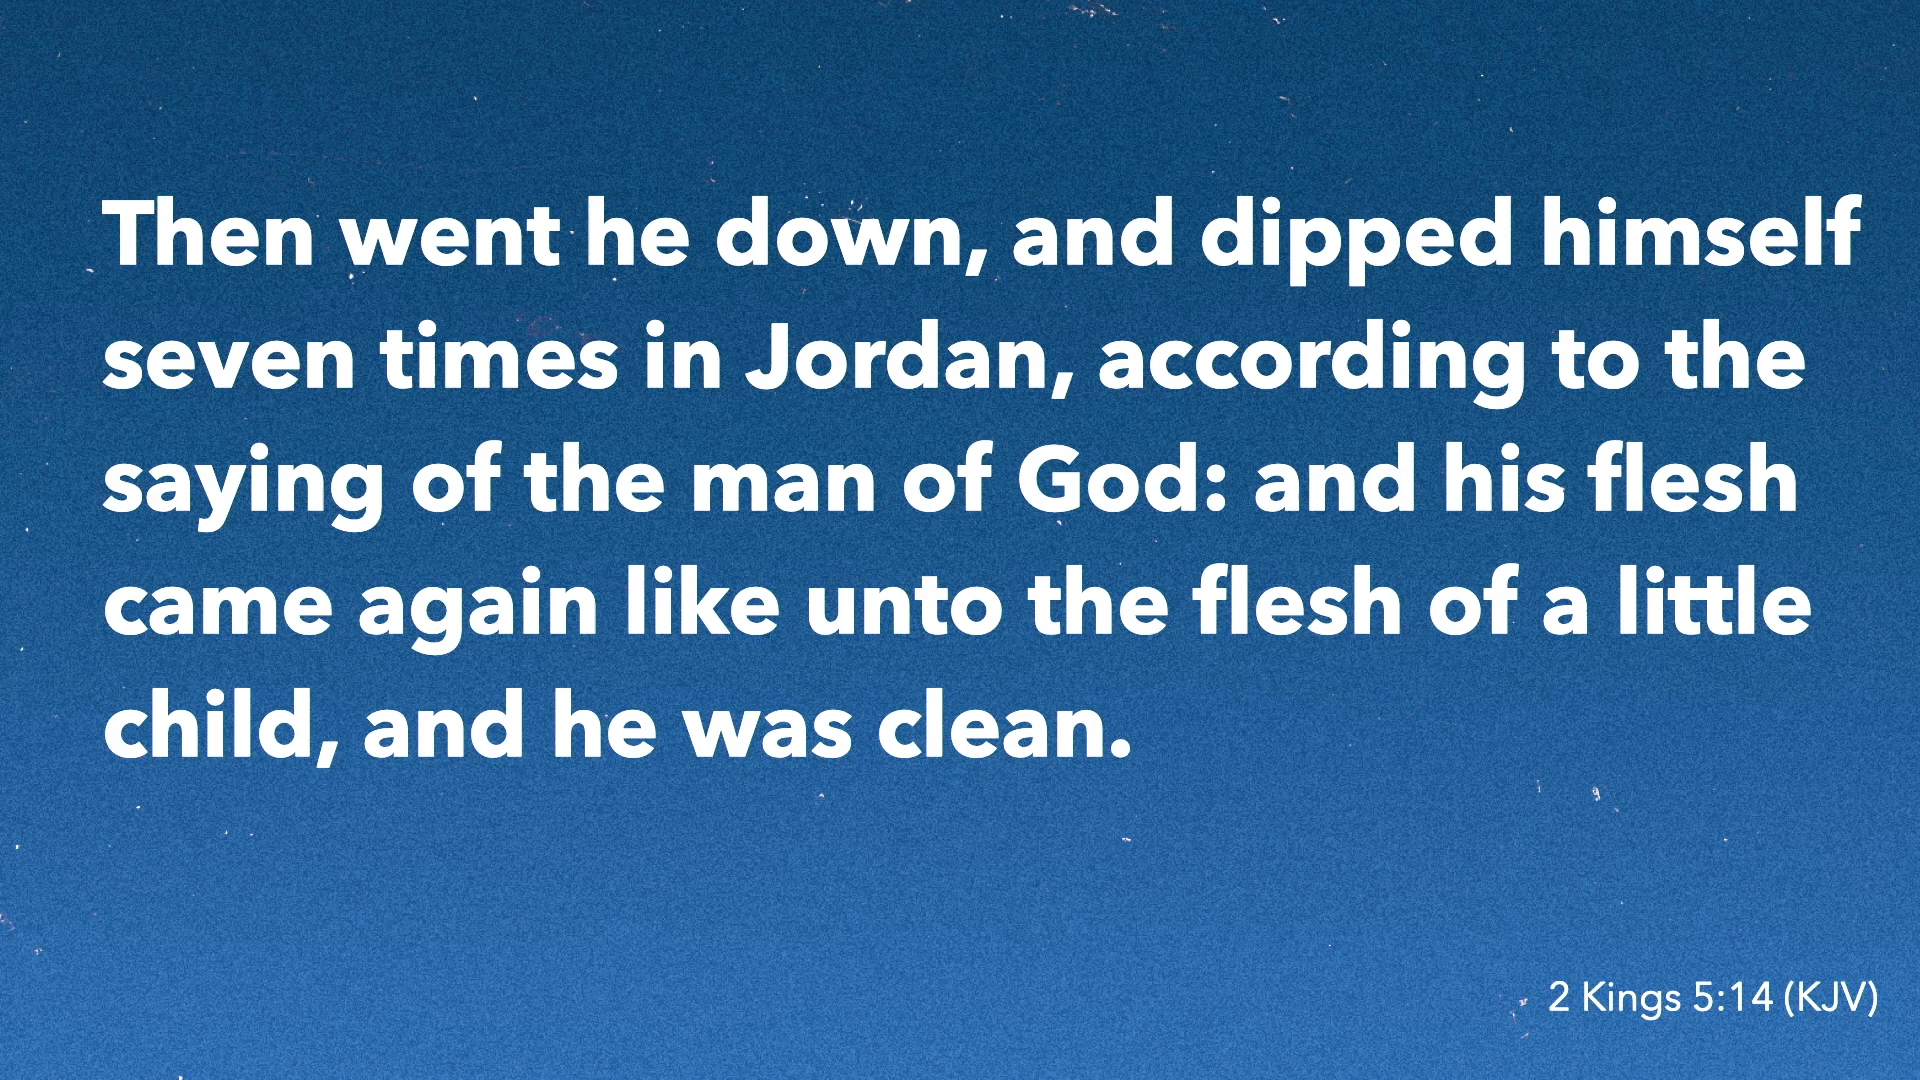 Then went he down, and dipped himself
seven times in Jordan, according to the
saying of the man of God: and his flesh
came again like unto the flesh of a little
child, and he was clean.
2 Kings 5:14 (KJV)